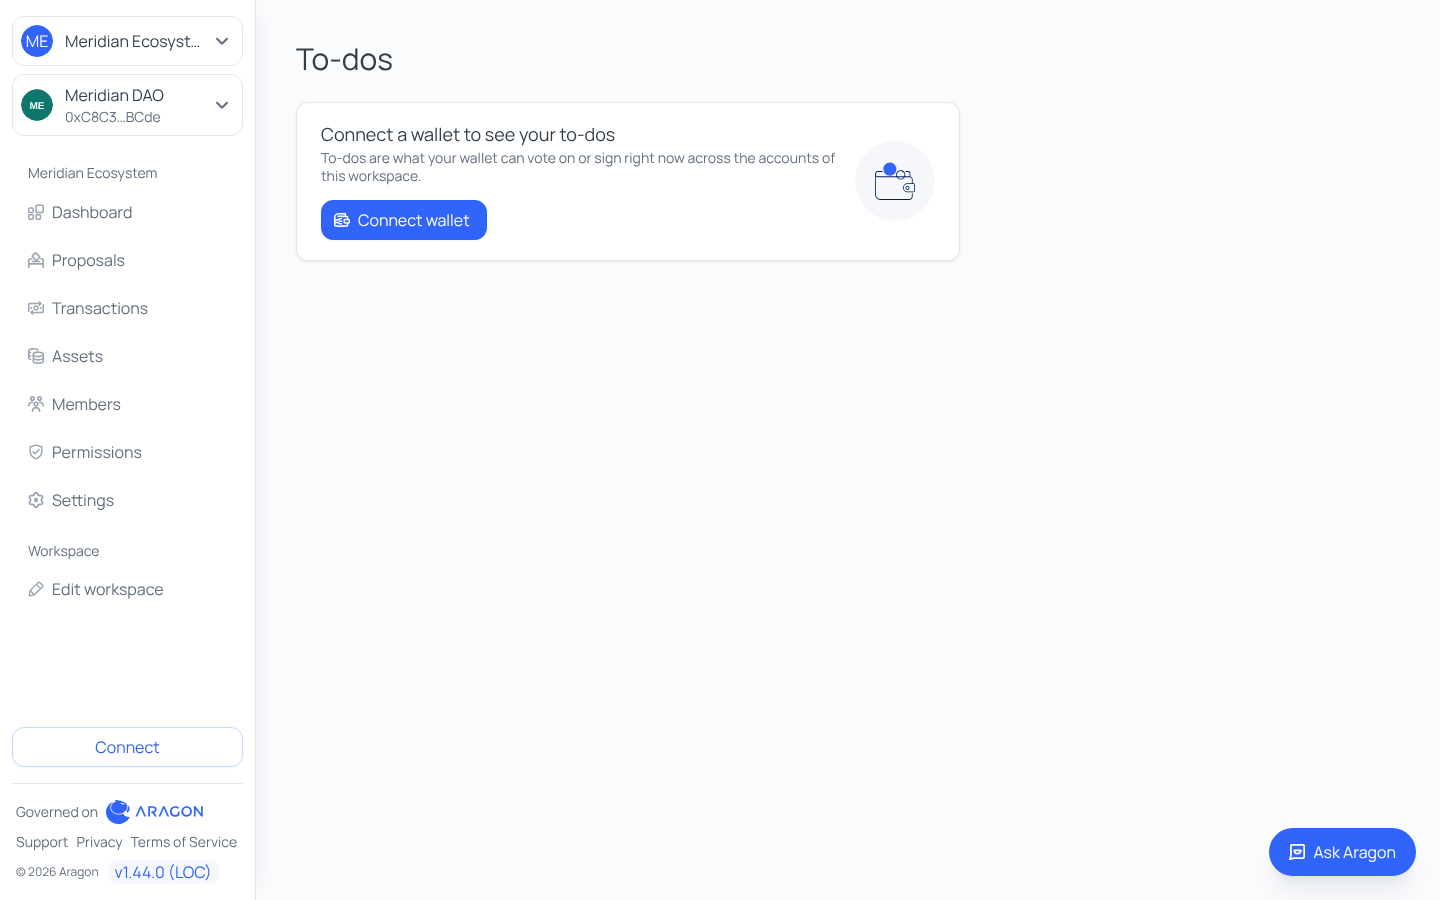 ME
Meridian Ecosyst...
ME
Meridian DAO
0xC8C3...BCde
Meridian Ecosystem
Dashboard
Proposals
Transactions
Assets
Members
Permissions
Settings
Workspace
Edit workspace
Connect
Governed on ARAGON
Support Privacy Terms of Service
© 2026 Aragon v1.44.0 (LOC)
To-dos
Connect a wallet to see your to-dos
To-dos are what your wallet can vote on or sign right now across the accounts of
this workspace.
Connect wallet
Ask Aragon